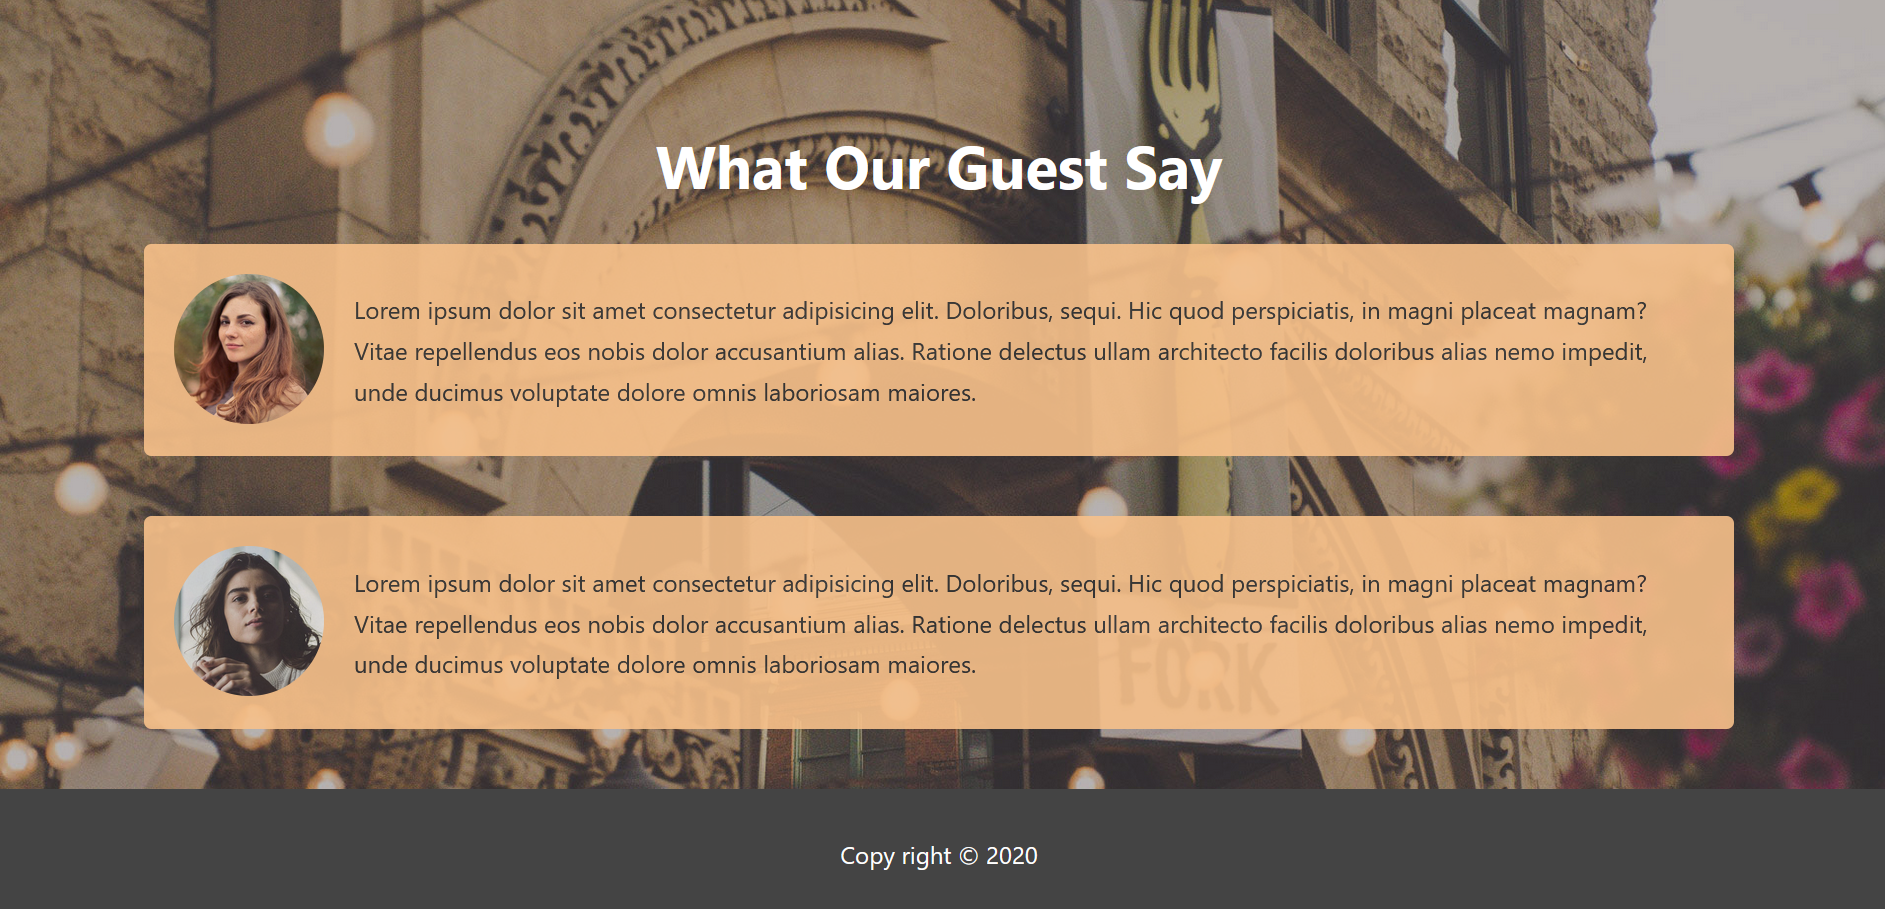 What Our Guest Say
Lorem ipsum dolor sit amet consectetur adipisicing elit. Doloribus, sequi. Hic quod perspiciatis, in magni placeat magnam?
Vitae repellendus eos nobis dolor accusantium alias. Ratione delectus ullam architecto facilis doloribus alias nemo impedit,
unde ducimus voluptate dolore omnis laboriosam maiores.
Lorem ipsum dolor sit amet consectetur adipisicing elit. Doloribus, sequi. Hic quod perspiciatis, in magni placeat magnam?
Vitae repellendus eos nobis dolor accusantium alias. Ratione delectus ullam architecto facilis doloribus alias nemo impedit,
unde ducimus voluptate dolore omnis laboriosam maiores.
FORK
Copy right © 2020